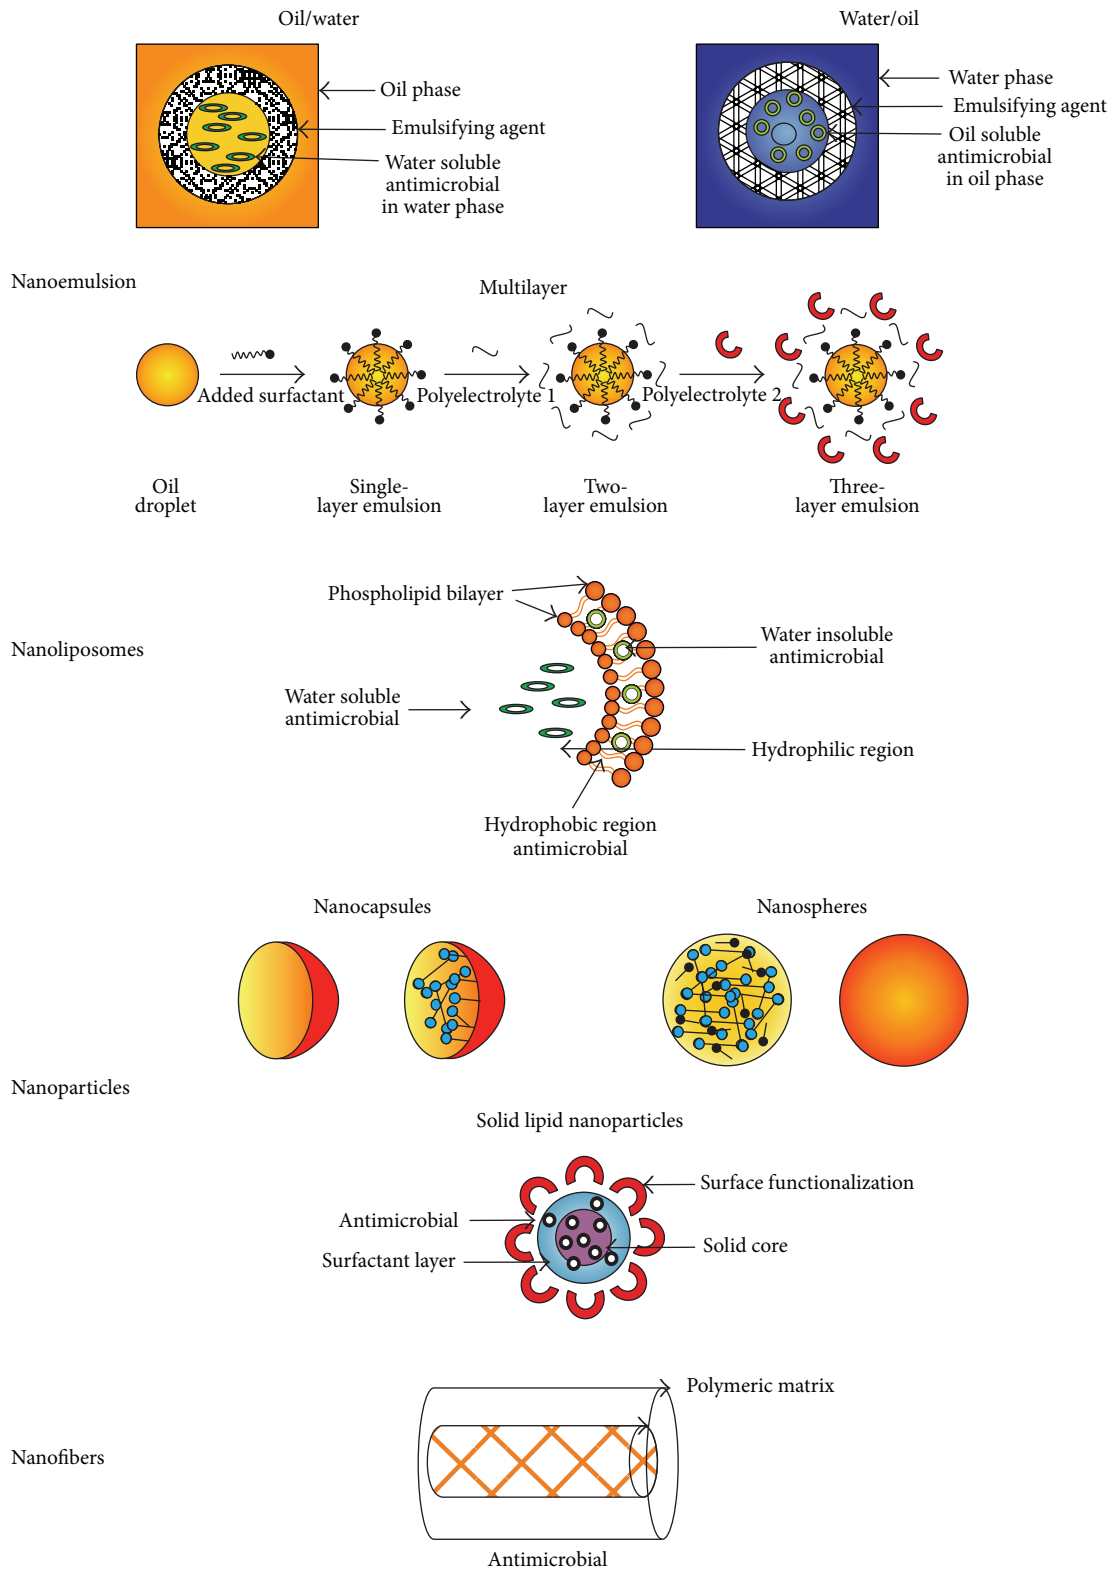 Oil/water
Water/oil
Oil phase
Emulsifying agent
Water soluble
antimicrobial
in water phase
Water phase
Emulsifying agent
Oil soluble
antimicrobial
in oil phase
Nanoemulsion
Multilayer
Added surfactant
Polyelectrolyte 1
Polyelectrolyte 2
Oil
droplet
Single-
layer emulsion
Two-
layer emulsion
Three-
layer emulsion
Phospholipid bilayer
Nanoliposomes
Water insoluble
antimicrobial
Water soluble
antimicrobial
Hydrophilic region
Hydrophobic region
antimicrobial
Nanocapsules
Nanospheres
Nanoparticles
Solid lipid nanoparticles
Surface functionalization
Antimicrobial
Solid core
Surfactant layer
Polymeric matrix
Nanofibers
Antimicrobial